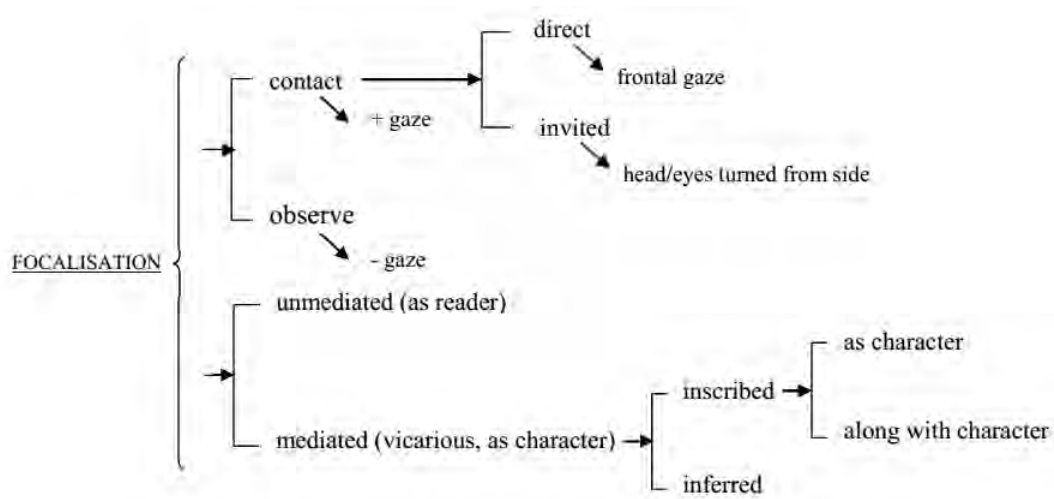 direct
frontal gaze
contact
+ gaze
invited
head/eyes turned from side
observe
- gaze
FOCALISATION
unmediated (as reader)
as character
inscribed
mediated (vicarious, as character)
along with character
inferred